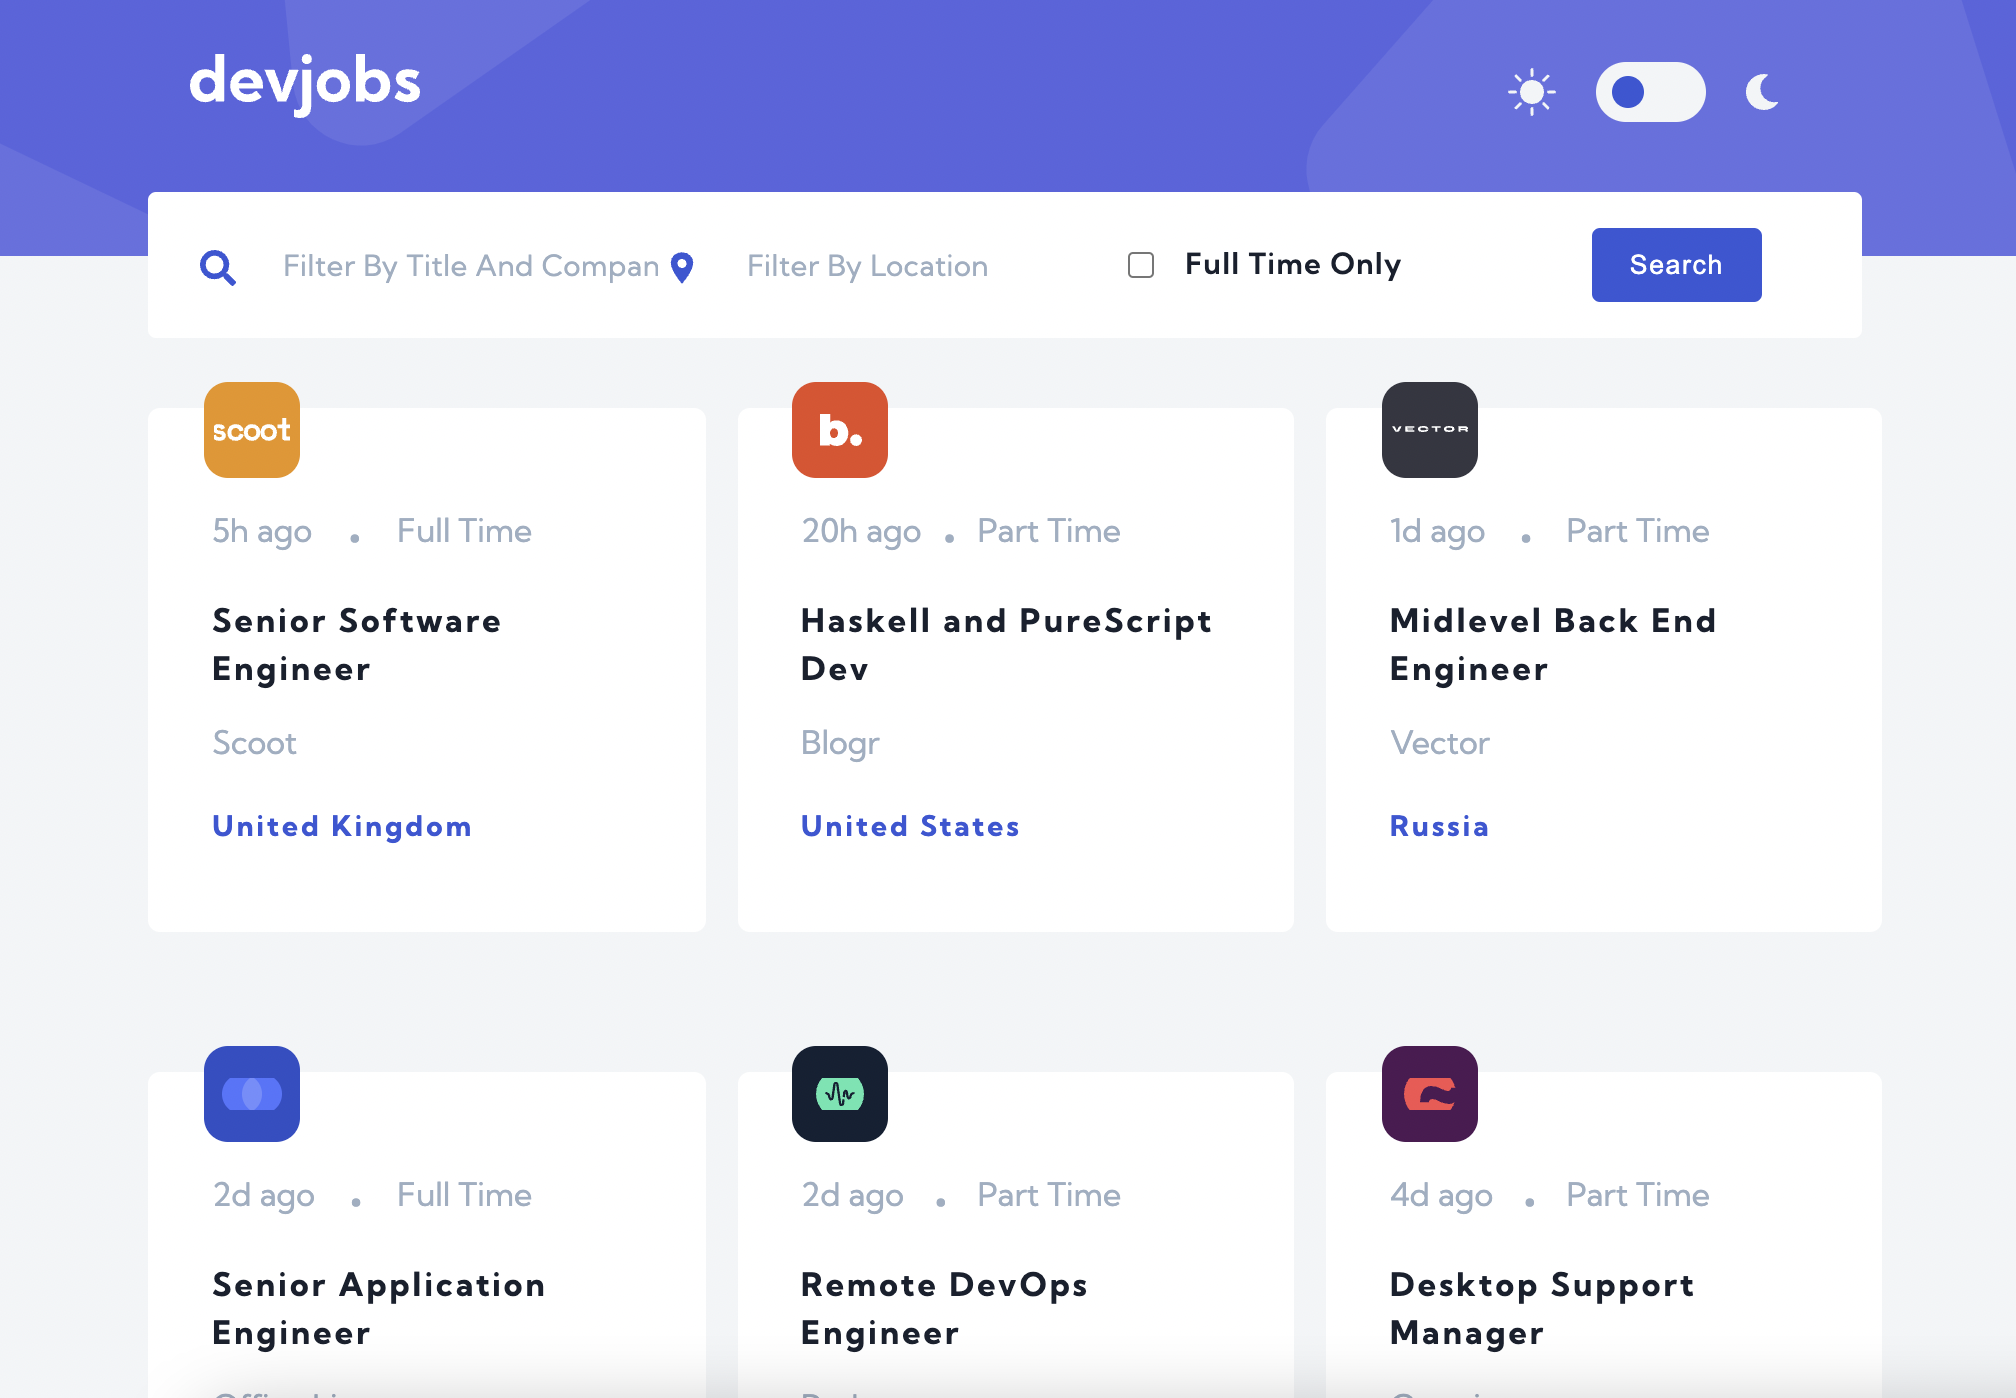 devjobs
Filter By Title And Compan
Filter By Location
Full Time Only
Search
scoot
b.
VECTOR
5h ago . Full Time
20h ago . Part Time
1d ago . Part Time
Senior Software
Engineer
Haskell and PureScript
Dev
Midlevel Back End
Engineer
Scoot
Blogr
Vector
United Kingdom
United States
Russia
2d ago . Full Time
2d ago . Part Time
4d ago . Part Time
Senior Application
Engineer
Remote DevOps
Engineer
Desktop Support
Manager